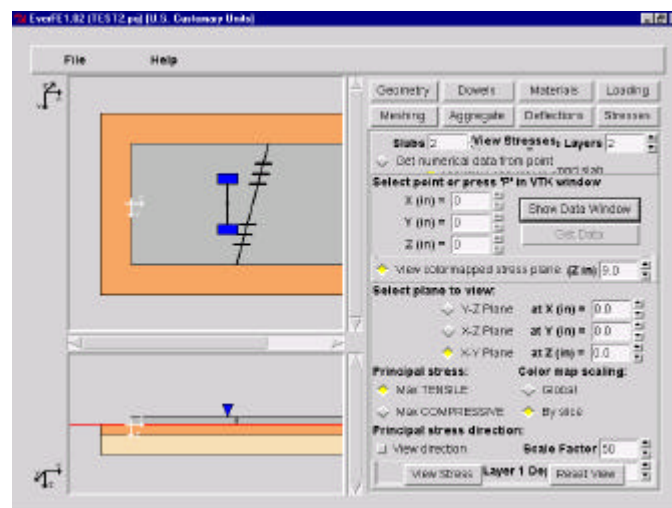 EverFE1.02 (TEST2.prj) [U.S. Customary Units]
File Help
Geometry Dowels Materials Loading
Meshing Aggregate Deflections Stresses
Slabs 2 View Stresses: Layers 2
Get numerical data from point
port slab
Select point or press 'P' in VTK window
X (in) = 0
Y (in) = 0
Z (in) = 0
Show Data Window
Get Data
View colormapped stress plane (Z in) 9.0
Select plane to view:
Y-Z Plane at X (in) = 0.0
X-Z Plane at Y (in) = 0.0
X-Y Plane at Z (in) = 0.0
Principal stress: Color map scaling:
Max TENSILE Global
Max COMPRESSIVE By slice
Principal stress direction:
View direction Scale Factor 50
View Stress Layer 1 De Reset View